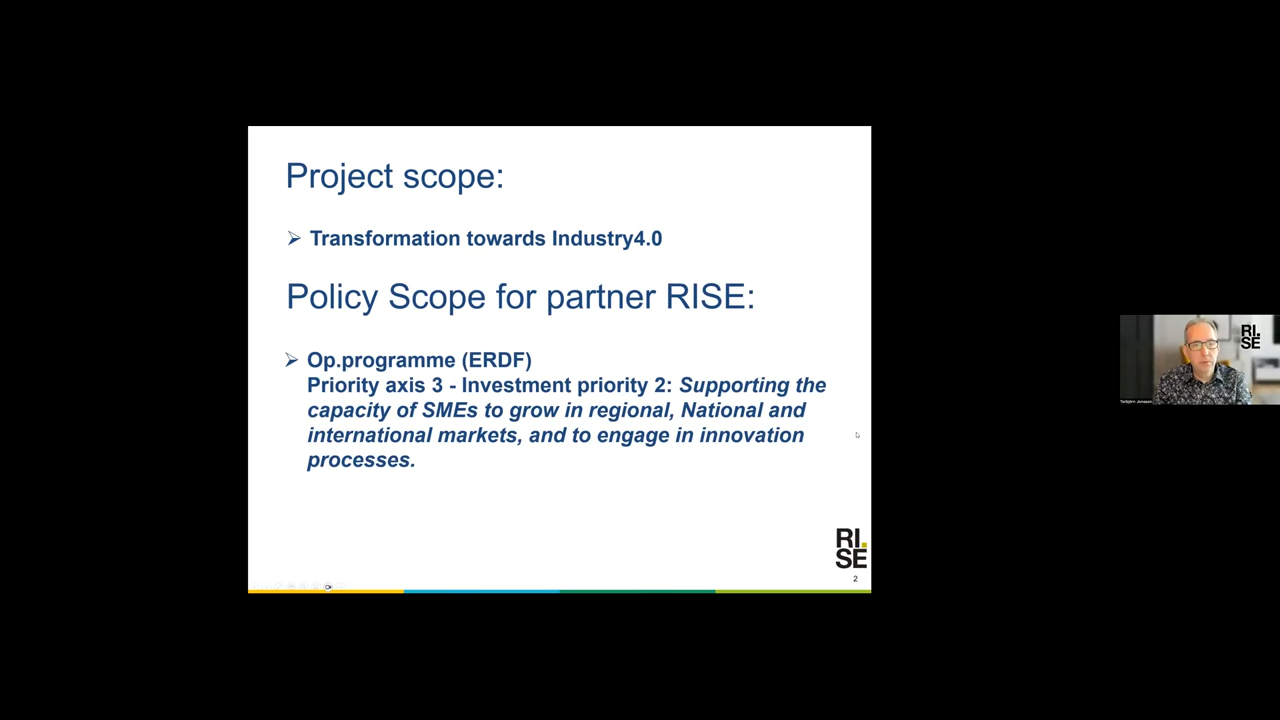 Project scope:
Transformation towards Industry4.0
Policy Scope for partner RISE:
Op.programme (ERDF)
Priority axis 3 - Investment priority 2: Supporting the
capacity of SMEs to grow in regional, National and
international markets, and to engage in innovation
processes.
RI.
SE
2
RI.
SE
Torbjörn Jonsson